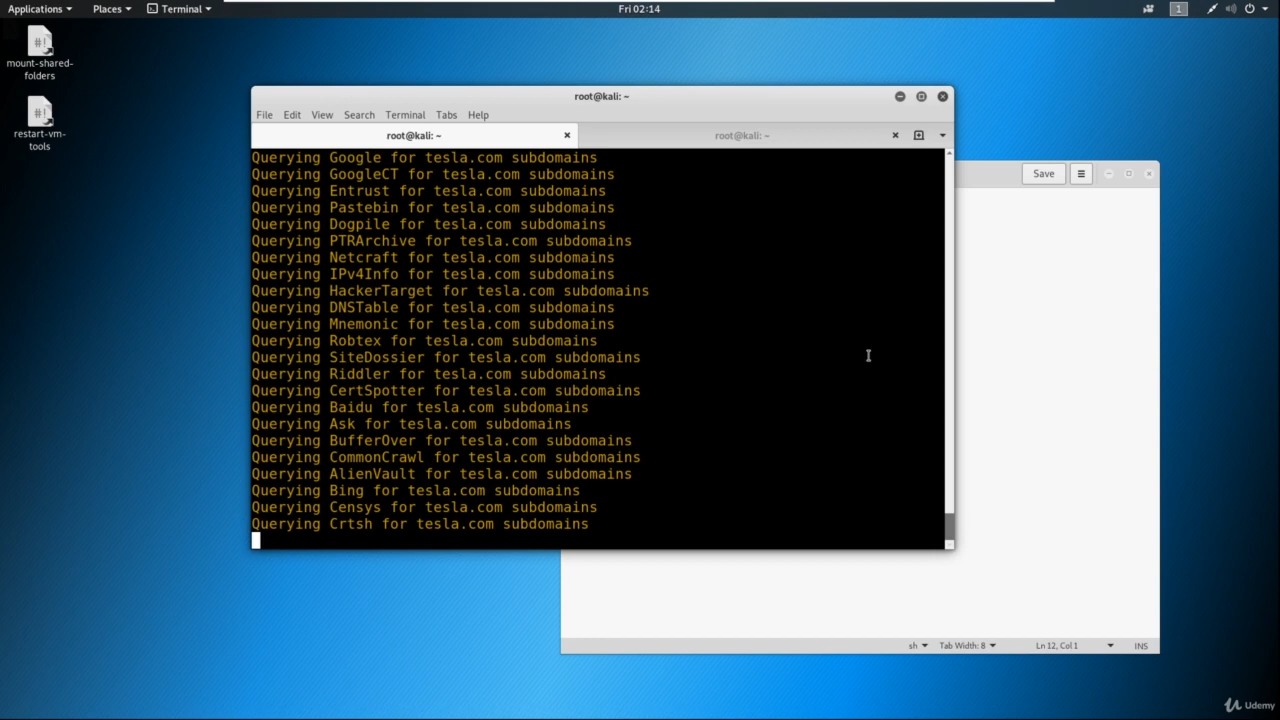 Applications Places Terminal Fri 02:14 1
mount-shared-
folders
restart-vm-
tools
root@kali: ~
File Edit View Search Terminal Tabs Help
root@kali: ~ root@kali: ~
Save
Querying Google for tesla.com subdomains
Querying GoogleCT for tesla.com subdomains
Querying Entrust for tesla.com subdomains
Querying Pastebin for tesla.com subdomains
Querying Dogpile for tesla.com subdomains
Querying PTRArchive for tesla.com subdomains
Querying Netcraft for tesla.com subdomains
Querying IPv4Info for tesla.com subdomains
Querying HackerTarget for tesla.com subdomains
Querying DNSTable for tesla.com subdomains
Querying Mnemonic for tesla.com subdomains
Querying Robtex for tesla.com subdomains
Querying SiteDossier for tesla.com subdomains
Querying Riddler for tesla.com subdomains
Querying CertSpotter for tesla.com subdomains
Querying Baidu for tesla.com subdomains
Querying Ask for tesla.com subdomains
Querying BufferOver for tesla.com subdomains
Querying CommonCrawl for tesla.com subdomains
Querying AlienVault for tesla.com subdomains
Querying Bing for tesla.com subdomains
Querying Censys for tesla.com subdomains
Querying Crtsh for tesla.com subdomains
sh Tab Width: 8 Ln 12, Col 1 INS
Udemy